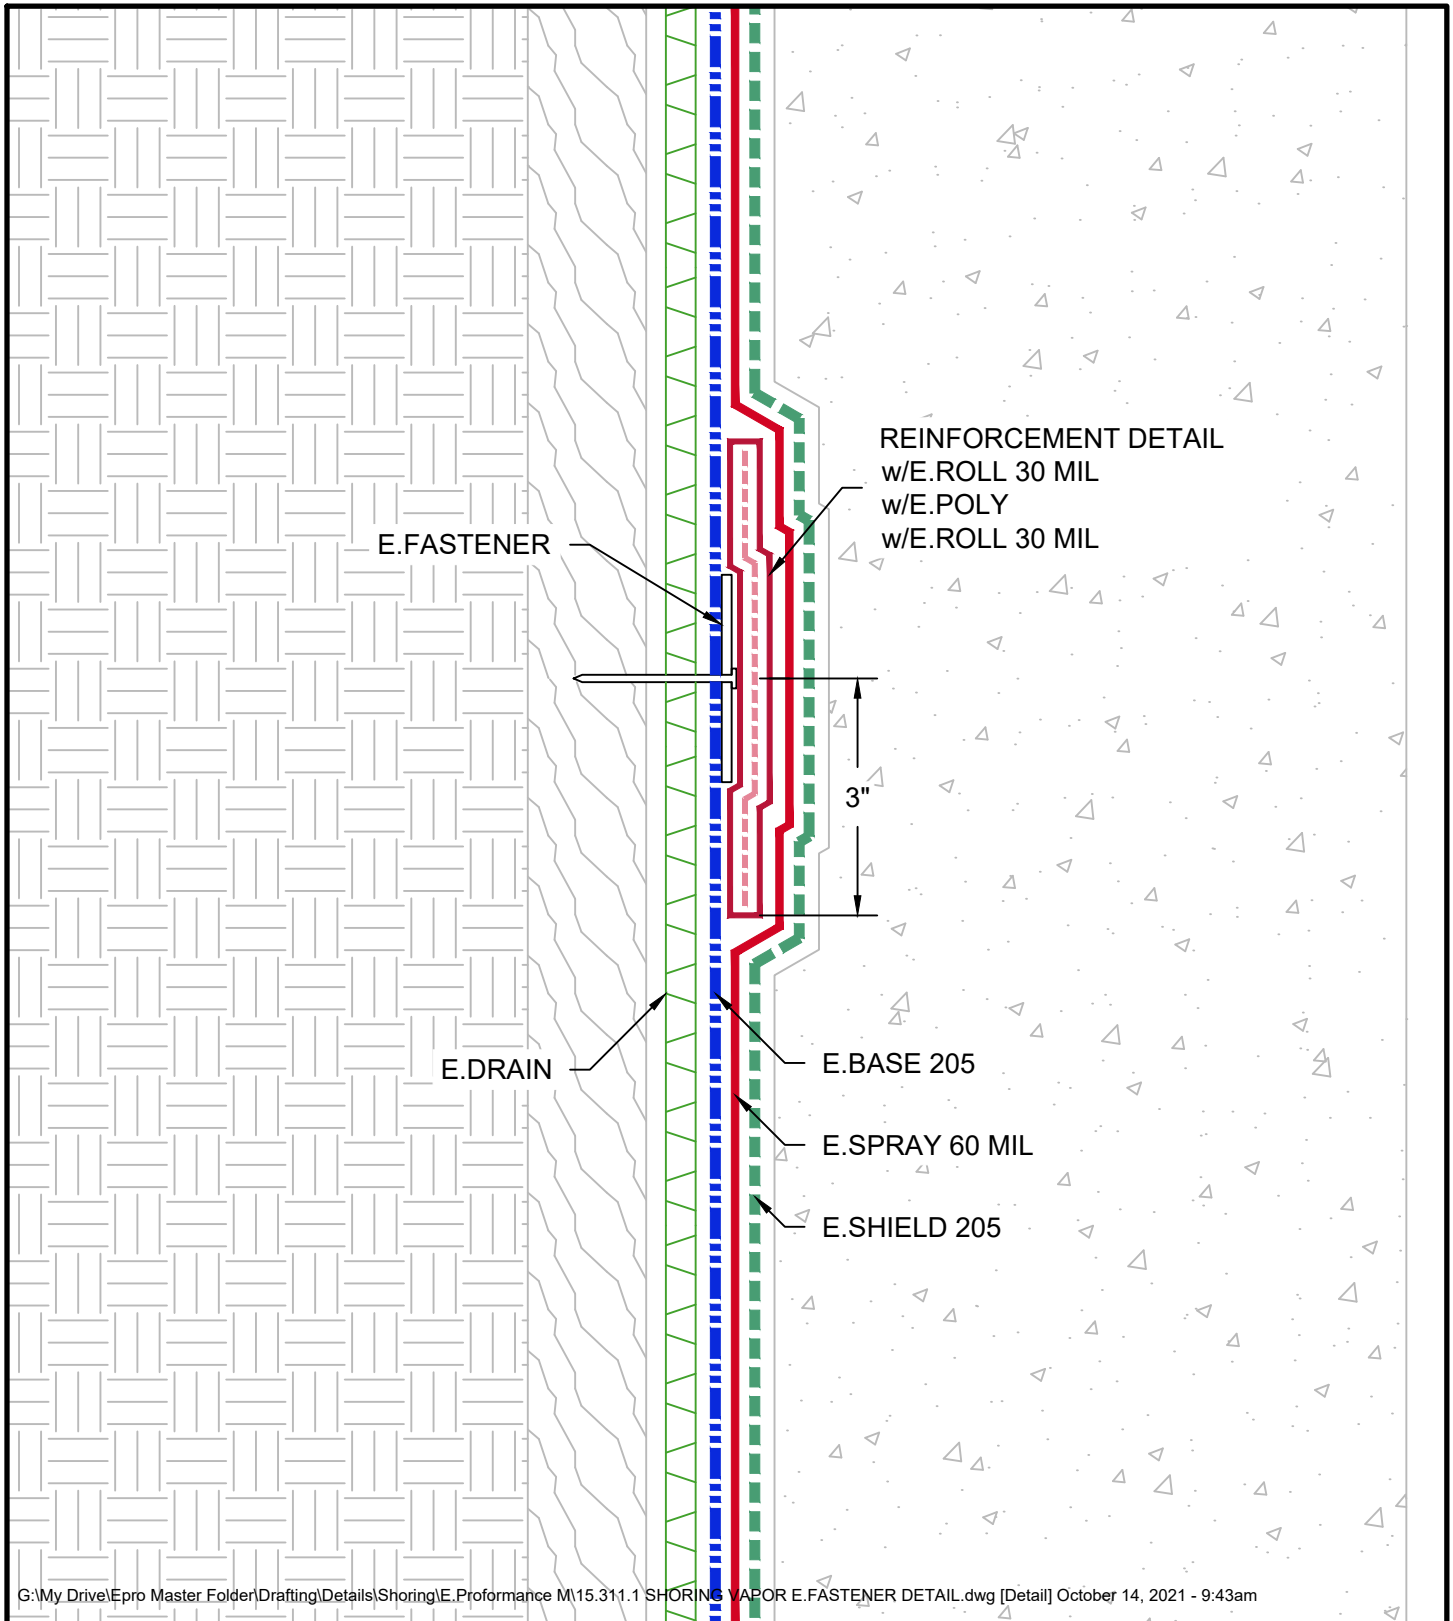 REINFORCEMENT DETAIL
w/E.ROLL 30 MIL
w/E.POLY
w/E.ROLL 30 MIL
E.FASTENER
3"
E.DRAIN
E.BASE 205
E.SPRAY 60 MIL
E.SHIELD 205
G:\My Drive\Epro Master Folder\Drafting\Details\Shoring\E.Proformance M\15.311.1 SHORING VAPOR E.FASTENER DETAIL.dwg [Detail] October 14, 2021 - 9:43am